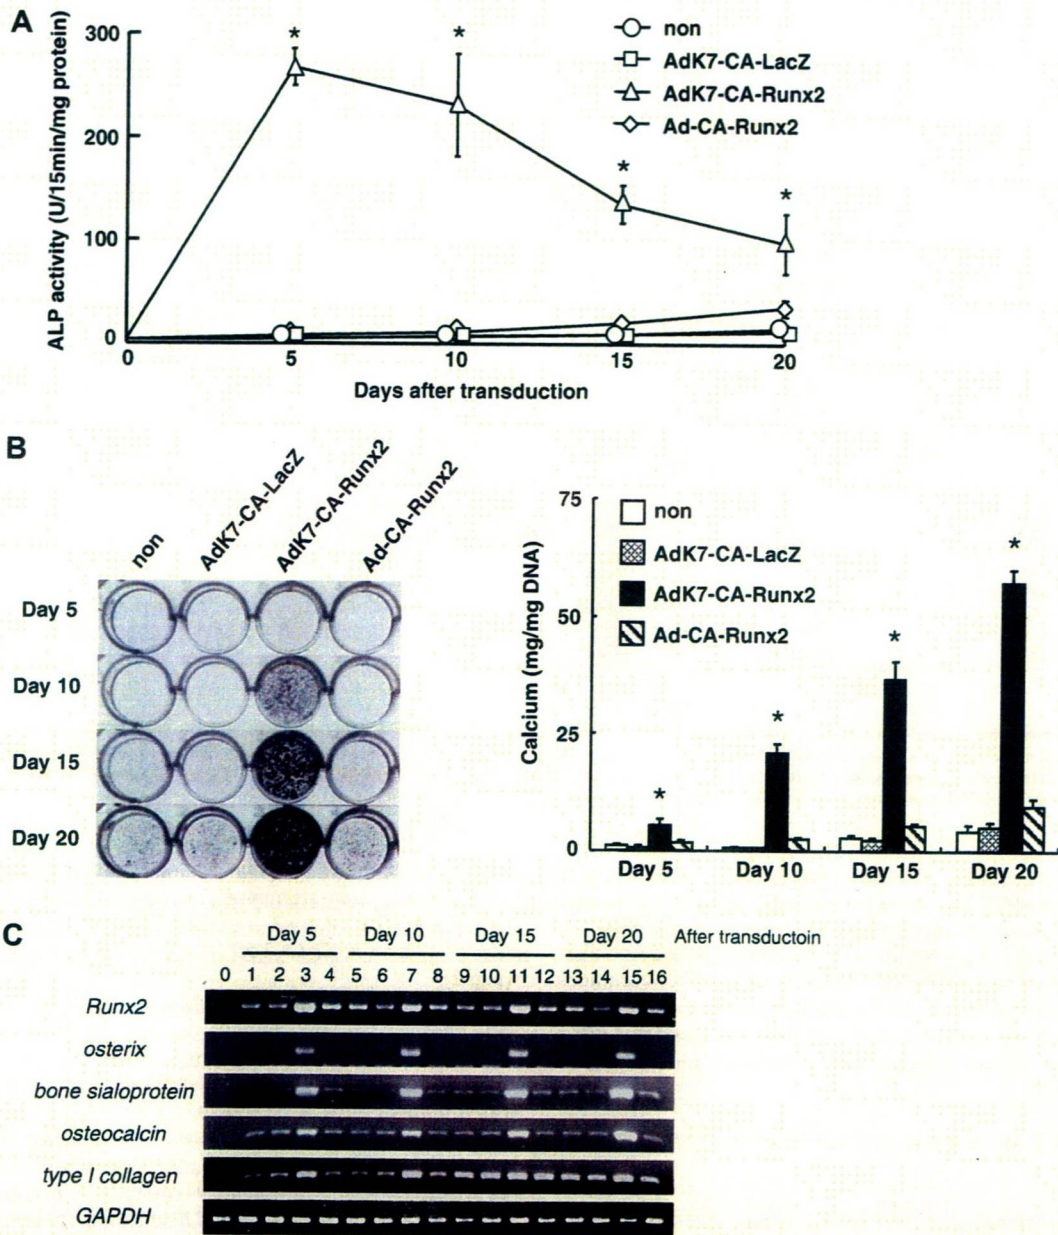 A
300
200
100
0
ALP activity (U/15min/mg protein)
0 5 10 15 20
Days after transduction
non
AdK7-CA-LacZ
AdK7-CA-Runx2
Ad-CA-Runx2
* * * *
B
non AdK7-CA-LacZ AdK7-CA-Runx2 Ad-CA-Runx2
Day 5
Day 10
Day 15
Day 20
75
50
25
0
Calcium (mg/mg DNA)
non
AdK7-CA-LacZ
AdK7-CA-Runx2
Ad-CA-Runx2
* * * *
Day 5 Day 10 Day 15 Day 20
C
Day 5 Day 10 Day 15 Day 20 After transductoin
0 1 2 3 4 5 6 7 8 9 10 11 12 13 14 15 16
Runx2
osterix
bone sialoprotein
osteocalcin
type I collagen
GAPDH